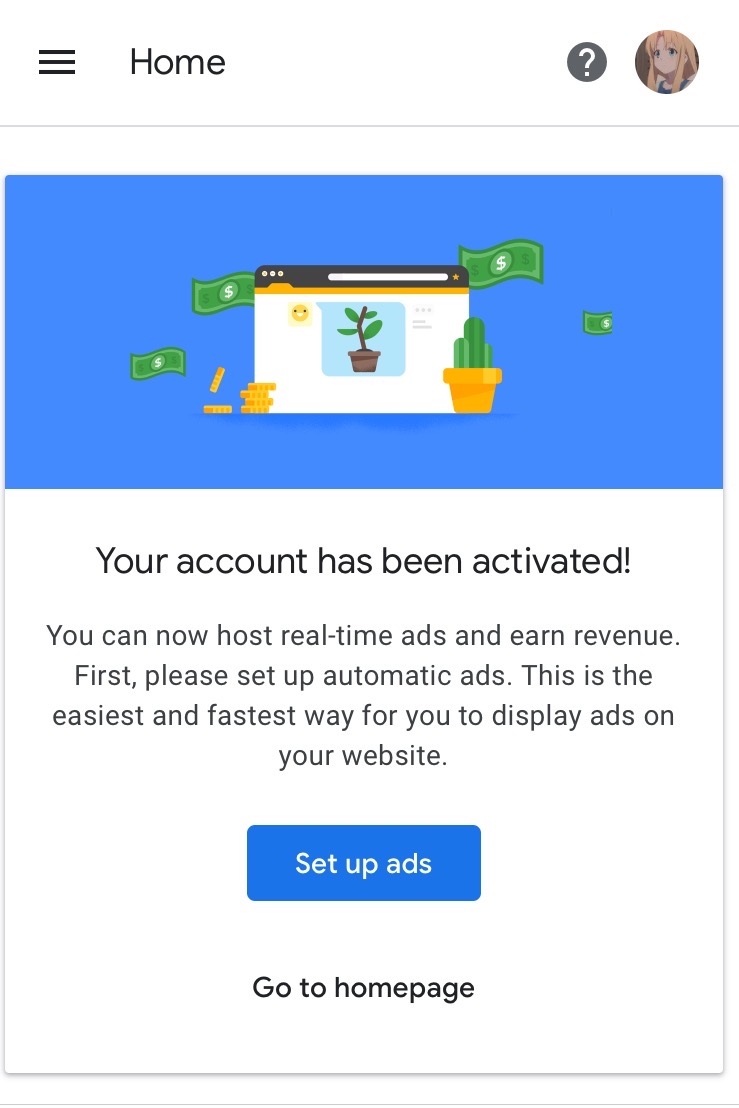 Home
Your account has been activated!
You can now host real-time ads and earn revenue.
First, please set up automatic ads. This is the
easiest and fastest way for you to display ads on
your website.
Set up ads
Go to homepage